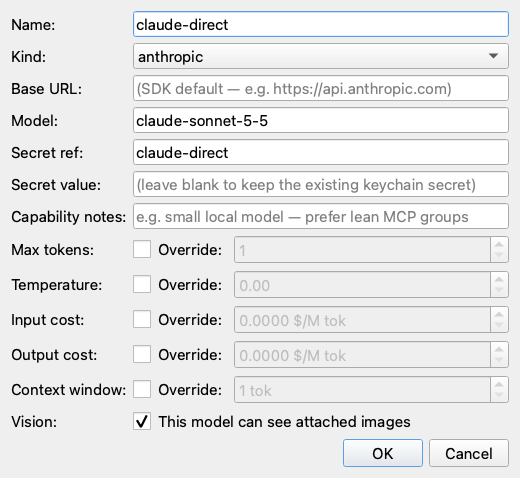 Name: claude-direct
Kind: anthropic
Base URL: (SDK default — e.g. https://api.anthropic.com)
Model: claude-sonnet-5-5
Secret ref: claude-direct
Secret value: (leave blank to keep the existing keychain secret)
Capability notes: e.g. small local model — prefer lean MCP groups
Max tokens: Override: 1
Temperature: Override: 0.00
Input cost: Override: 0.0000 $/M tok
Output cost: Override: 0.0000 $/M tok
Context window: Override: 1 tok
Vision: This model can see attached images
OK Cancel